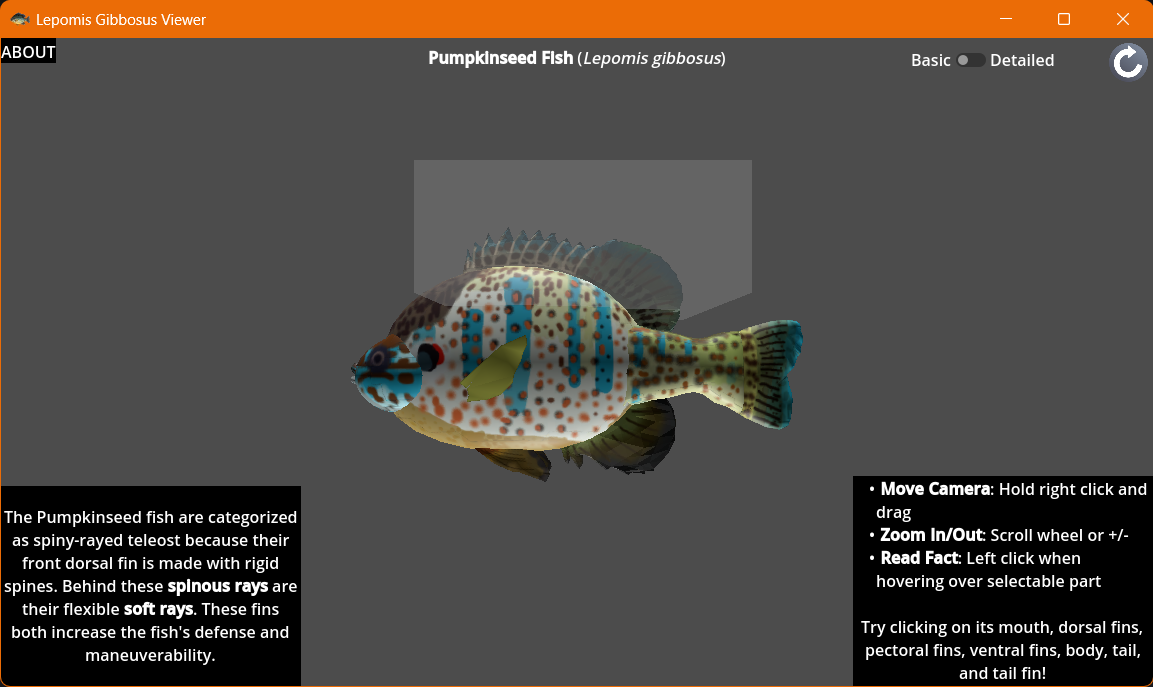 Lepomis Gibbosus Viewer
ABOUT
Pumpkinseed Fish (Lepomis gibbosus)
Basic Detailed
The Pumpkinseed fish are categorized
as spiny-rayed teleost because their
front dorsal fin is made with rigid
spines. Behind these spinous rays are
their flexible soft rays. These fins
both increase the fish's defense and
maneuverability.
• Move Camera: Hold right click and
drag
• Zoom In/Out: Scroll wheel or +/-
• Read Fact: Left click when
hovering over selectable part
Try clicking on its mouth, dorsal fins,
pectoral fins, ventral fins, body, tail,
and tail fin!